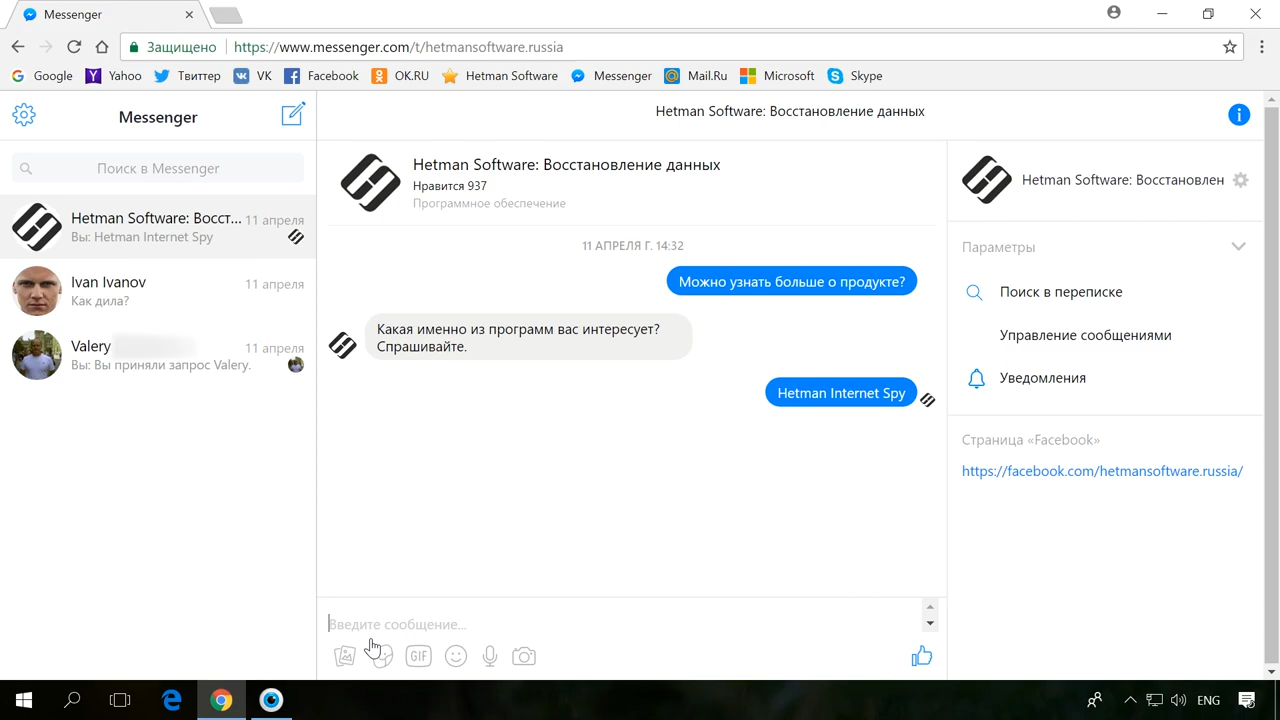 Messenger
Защищено
https://www.messenger.com/t/hetmansoftware.russia
Google
Yahoo
Твиттер
VK
Facebook
OK.RU
Hetman Software
Messenger
Mail.Ru
Microsoft
Skype
Messenger
Поиск в Messenger
Hetman Software: Восст... 11 апреля
Вы: Hetman Internet Spy
Ivan Ivanov 11 апреля
Как дила?
Valery 11 апреля
Вы: Вы приняли запрос Valery.
Hetman Software: Восстановление данных
Hetman Software: Восстановление данных
Нравится 937
Программное обеспечение
11 АПРЕЛЯ Г. 14:32
Можно узнать больше о продукте?
Какая именно из программ вас интересует?
Спрашивайте.
Hetman Internet Spy
Введите сообщение...
GIF
Hetman Software: Восстановлен
Параметры
Поиск в переписке
Управление сообщениями
Уведомления
Страница «Facebook»
https://facebook.com/hetmansoftware.russia/
ENG